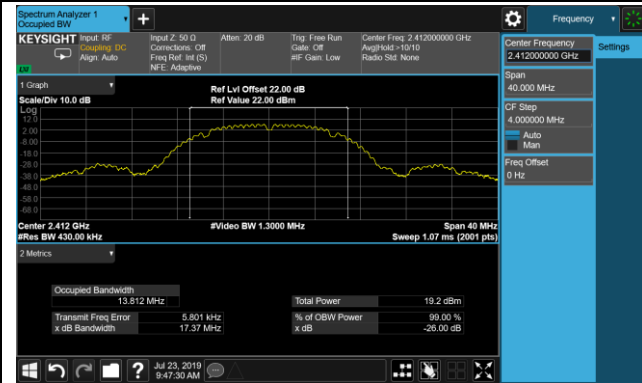 Spectrum Analyzer 1
Occupied BW
Frequency
KEYSIGHT
Input: RF
Coupling: DC
Align: Auto
Input Z: 50 Ω
Corrections: Off
Freq Ref: Int (S)
NFE: Adaptive
Atten: 20 dB
Trig: Free Run
Gate: Off
#IF Gain: Low
Center Freq: 2.412000000 GHz
Avg|Hold:>10/10
Radio Std: None
1 Graph
Scale/Div 10.0 dB
Ref Lvl Offset 22.00 dB
Ref Value 22.00 dBm
Log
12.0
2.00
-8.00
-18.0
-28.0
-38.0
-48.0
-58.0
-68.0
Center 2.412 GHz
#Res BW 430.00 kHz
#Video BW 1.3000 MHz
Span 40 MHz
Sweep 1.07 ms (2001 pts)
2 Metrics
Occupied Bandwidth
13.812 MHz
Transmit Freq Error 5.801 kHz
x dB Bandwidth 17.37 MHz
Total Power 19.2 dBm
% of OBW Power 99.00 %
x dB -26.00 dB
Center Frequency
2.412000000 GHz
Settings
Span
40.000 MHz
CF Step
4.000000 MHz
Auto
Man
Freq Offset
0 Hz
?
Jul 23, 2019
9:47:30 AM